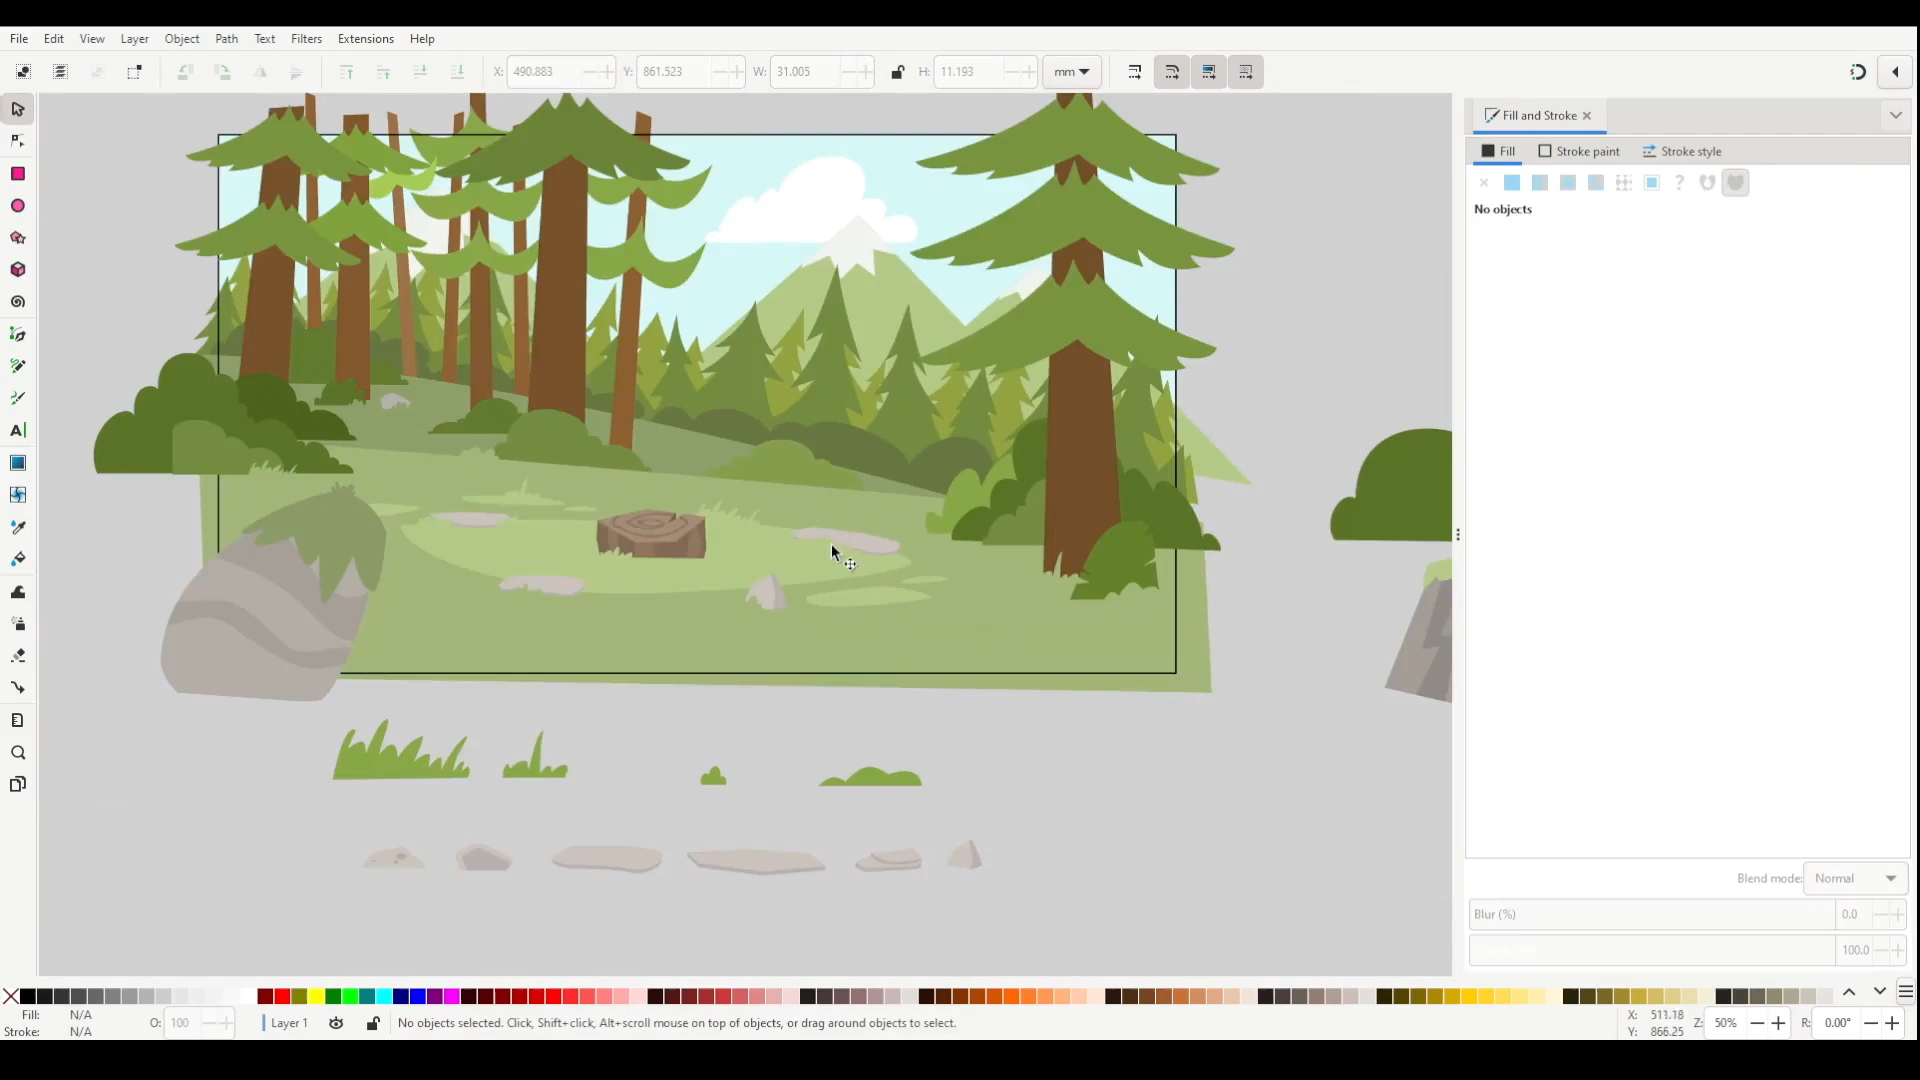 File Edit View Layer Object Path Text Filters Extensions Help
X: 490.883 Y: 861.523 W: 31.005 H: 11.193 mm
Fill and Stroke
Fill Stroke paint Stroke style
No objects
Blend mode: Normal
Blur (%) 0.0
100.0
Fill: N/A
Stroke: N/A
O: 100
Layer 1
No objects selected. Click, Shift+click, Alt+scroll mouse on top of objects, or drag around objects to select.
X: 511.18
Y: 866.25
Z: 50%
R: 0.00°